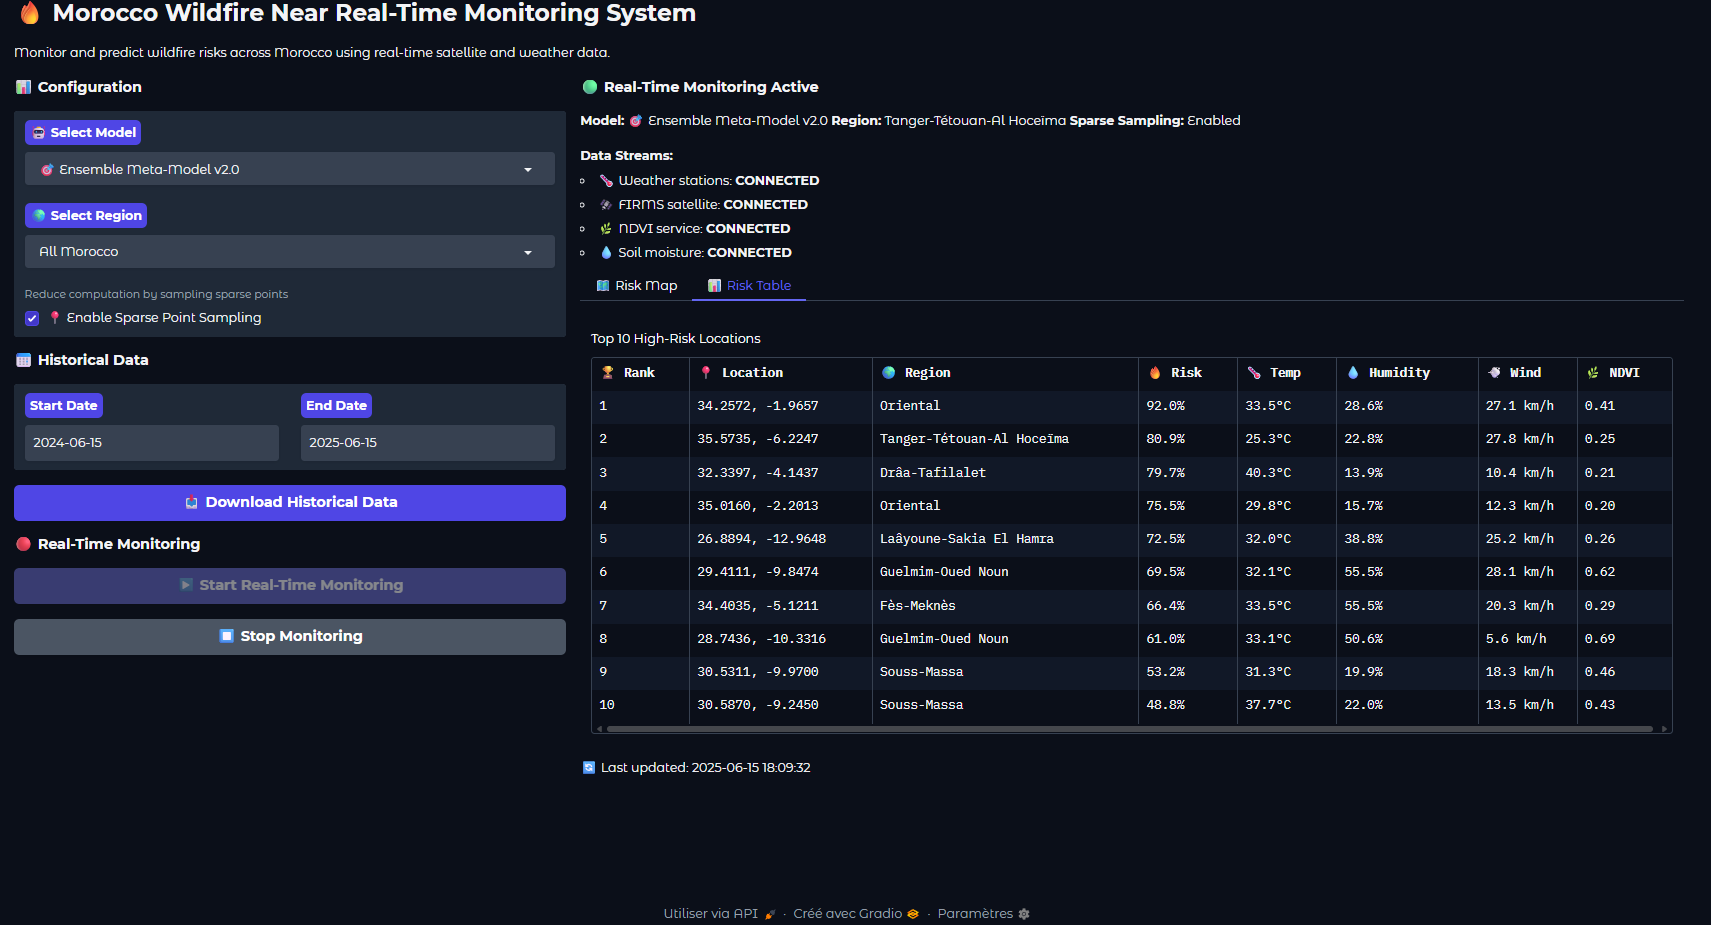 Morocco Wildfire Near Real-Time Monitoring System
Monitor and predict wildfire risks across Morocco using real-time satellite and weather data.
Configuration
Select Model
Ensemble Meta-Model v2.0
Select Region
All Morocco
Reduce computation by sampling sparse points
Enable Sparse Point Sampling
Historical Data
Start Date End Date
2024-06-15 2025-06-15
Download Historical Data
Real-Time Monitoring
Start Real-Time Monitoring
Stop Monitoring
Real-Time Monitoring Active
Model: Ensemble Meta-Model v2.0 Region: Tanger-Tétouan-Al Hoceïma Sparse Sampling: Enabled
Data Streams:
Weather stations: CONNECTED
FIRMS satellite: CONNECTED
NDVI service: CONNECTED
Soil moisture: CONNECTED
Risk Map Risk Table
Top 10 High-Risk Locations
Rank Location Region Risk Temp Humidity Wind NDVI
1 34.2572, -1.9657 Oriental 92.0% 33.5°C 28.6% 27.1 km/h 0.41
2 35.5735, -6.2247 Tanger-Tétouan-Al Hoceïma 80.9% 25.3°C 22.8% 27.8 km/h 0.25
3 32.3397, -4.1437 Drâa-Tafilalet 79.7% 40.3°C 13.9% 10.4 km/h 0.21
4 35.0160, -2.2013 Oriental 75.5% 29.8°C 15.7% 12.3 km/h 0.20
5 26.8894, -12.9648 Laâyoune-Sakia El Hamra 72.5% 32.0°C 38.8% 25.2 km/h 0.26
6 29.4111, -9.8474 Guelmim-Oued Noun 69.5% 32.1°C 55.5% 28.1 km/h 0.62
7 34.4035, -5.1211 Fès-Meknès 66.4% 33.5°C 55.5% 20.3 km/h 0.29
8 28.7436, -10.3316 Guelmim-Oued Noun 61.0% 33.1°C 50.6% 5.6 km/h 0.69
9 30.5311, -9.9700 Souss-Massa 53.2% 31.3°C 19.9% 18.3 km/h 0.46
10 30.5870, -9.2450 Souss-Massa 48.8% 37.7°C 22.0% 13.5 km/h 0.43
Last updated: 2025-06-15 18:09:32
Utiliser via API · Créé avec Gradio · Paramètres